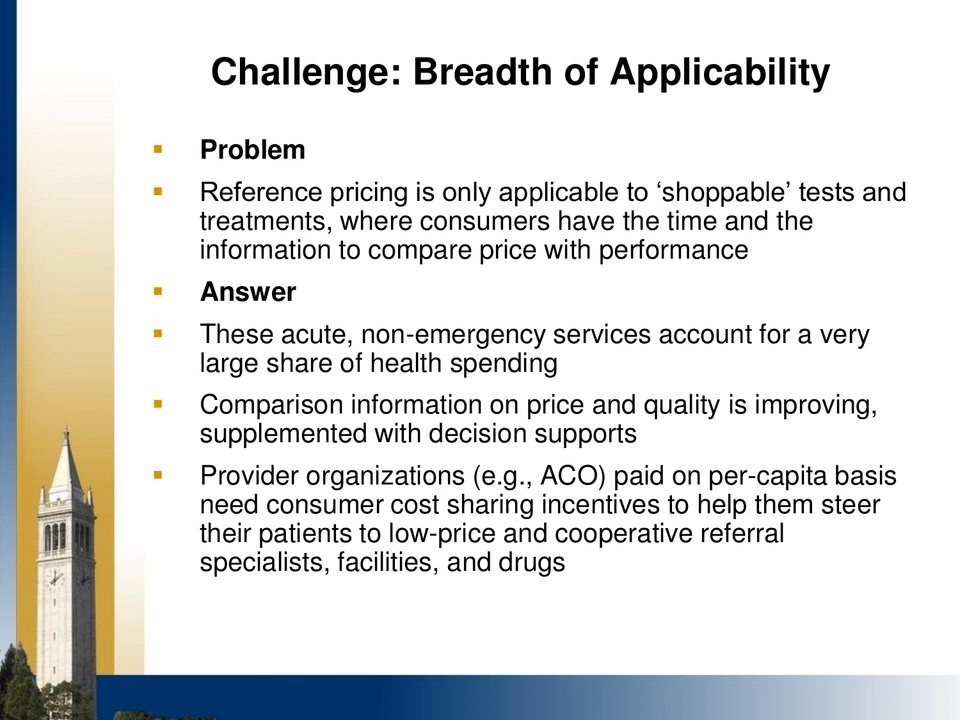 Challenge: Breadth of Applicability
Problem
Reference pricing is only applicable to ‘shoppable’ tests and
treatments, where consumers have the time and the
information to compare price with performance
Answer
These acute, non-emergency services account for a very
large share of health spending
Comparison information on price and quality is improving,
supplemented with decision supports
Provider organizations (e.g., ACO) paid on per-capita basis
need consumer cost sharing incentives to help them steer
their patients to low-price and cooperative referral
specialists, facilities, and drugs